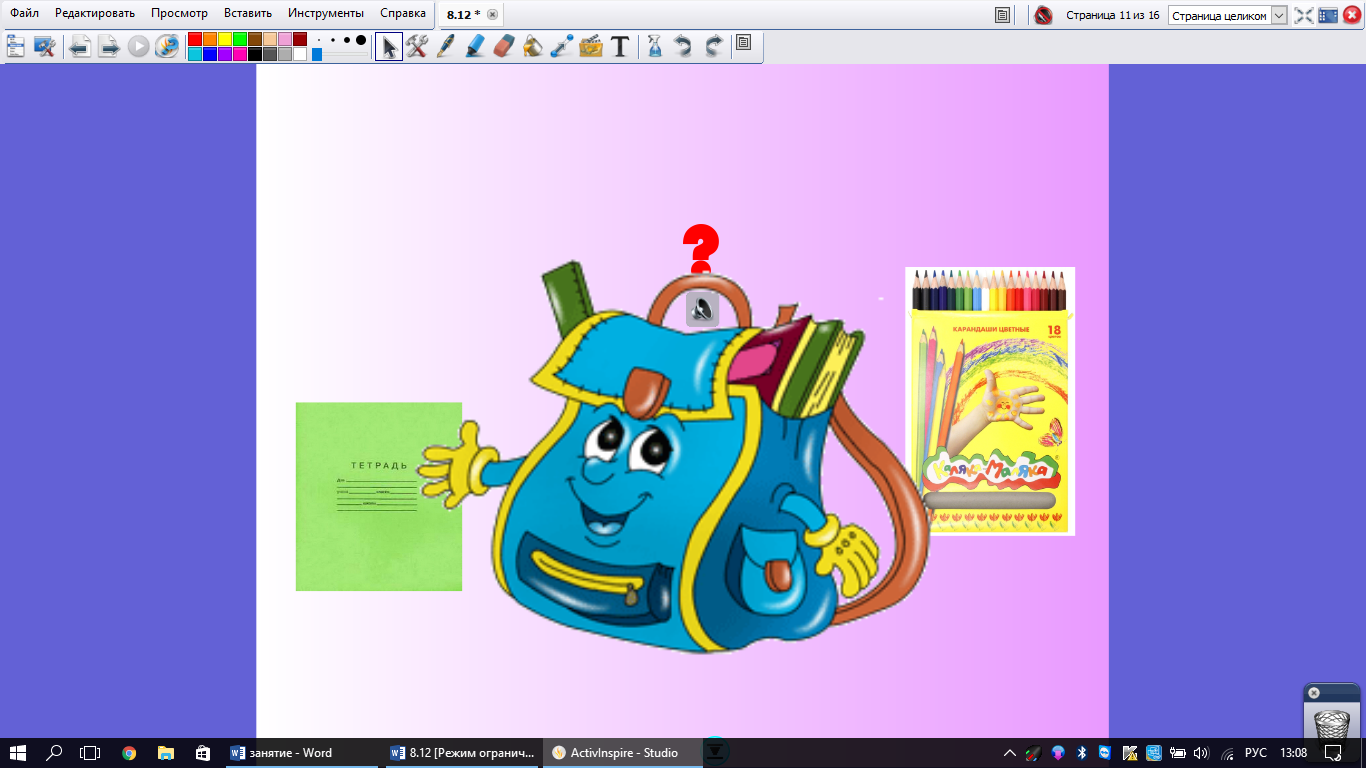 Файл Редактировать Просмотр Вставить Инструменты Справка 8.12 * Страница 11 из 16 Страница целиком
T
?
КАРАНДАШИ ЦВЕТНЫЕ 18
ТЕТРАДЬ
Каляка-Маляка
занятие - Word 8.12 [Режим огранич... ActivInspire - Studio РУС 13:08